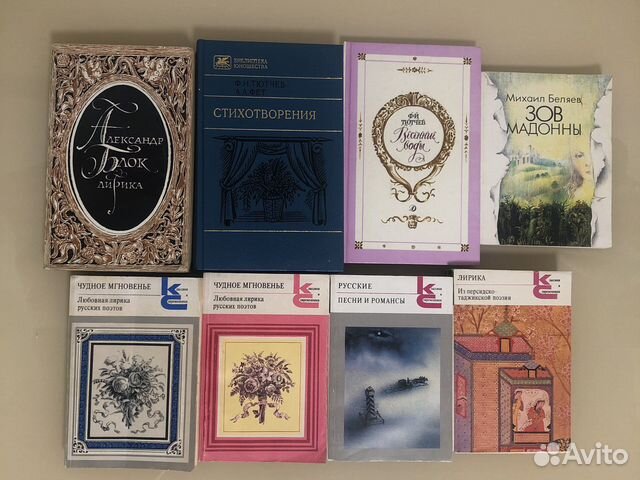 Александр
Блок
лирика
БИБЛИОТЕКА
ЮНОШЕСТВА
Ф.И.ТЮТЧЕВ
А.А.ФЕТ
СТИХОТВОРЕНИЯ
Ф.И.
ТЮТЧЕВ
Весенние
воды
Михаил Беляев
ЗОВ
МАДОННЫ
ЧУДНОЕ МГНОВЕНЬЕ
Любовная лирика
русских поэтов
ЧУДНОЕ МГНОВЕНЬЕ
Любовная лирика
русских поэтов
РУССКИЕ
ПЕСНИ И РОМАНСЫ
ЛИРИКА
Из персидско-
таджикской поэзии
Avito